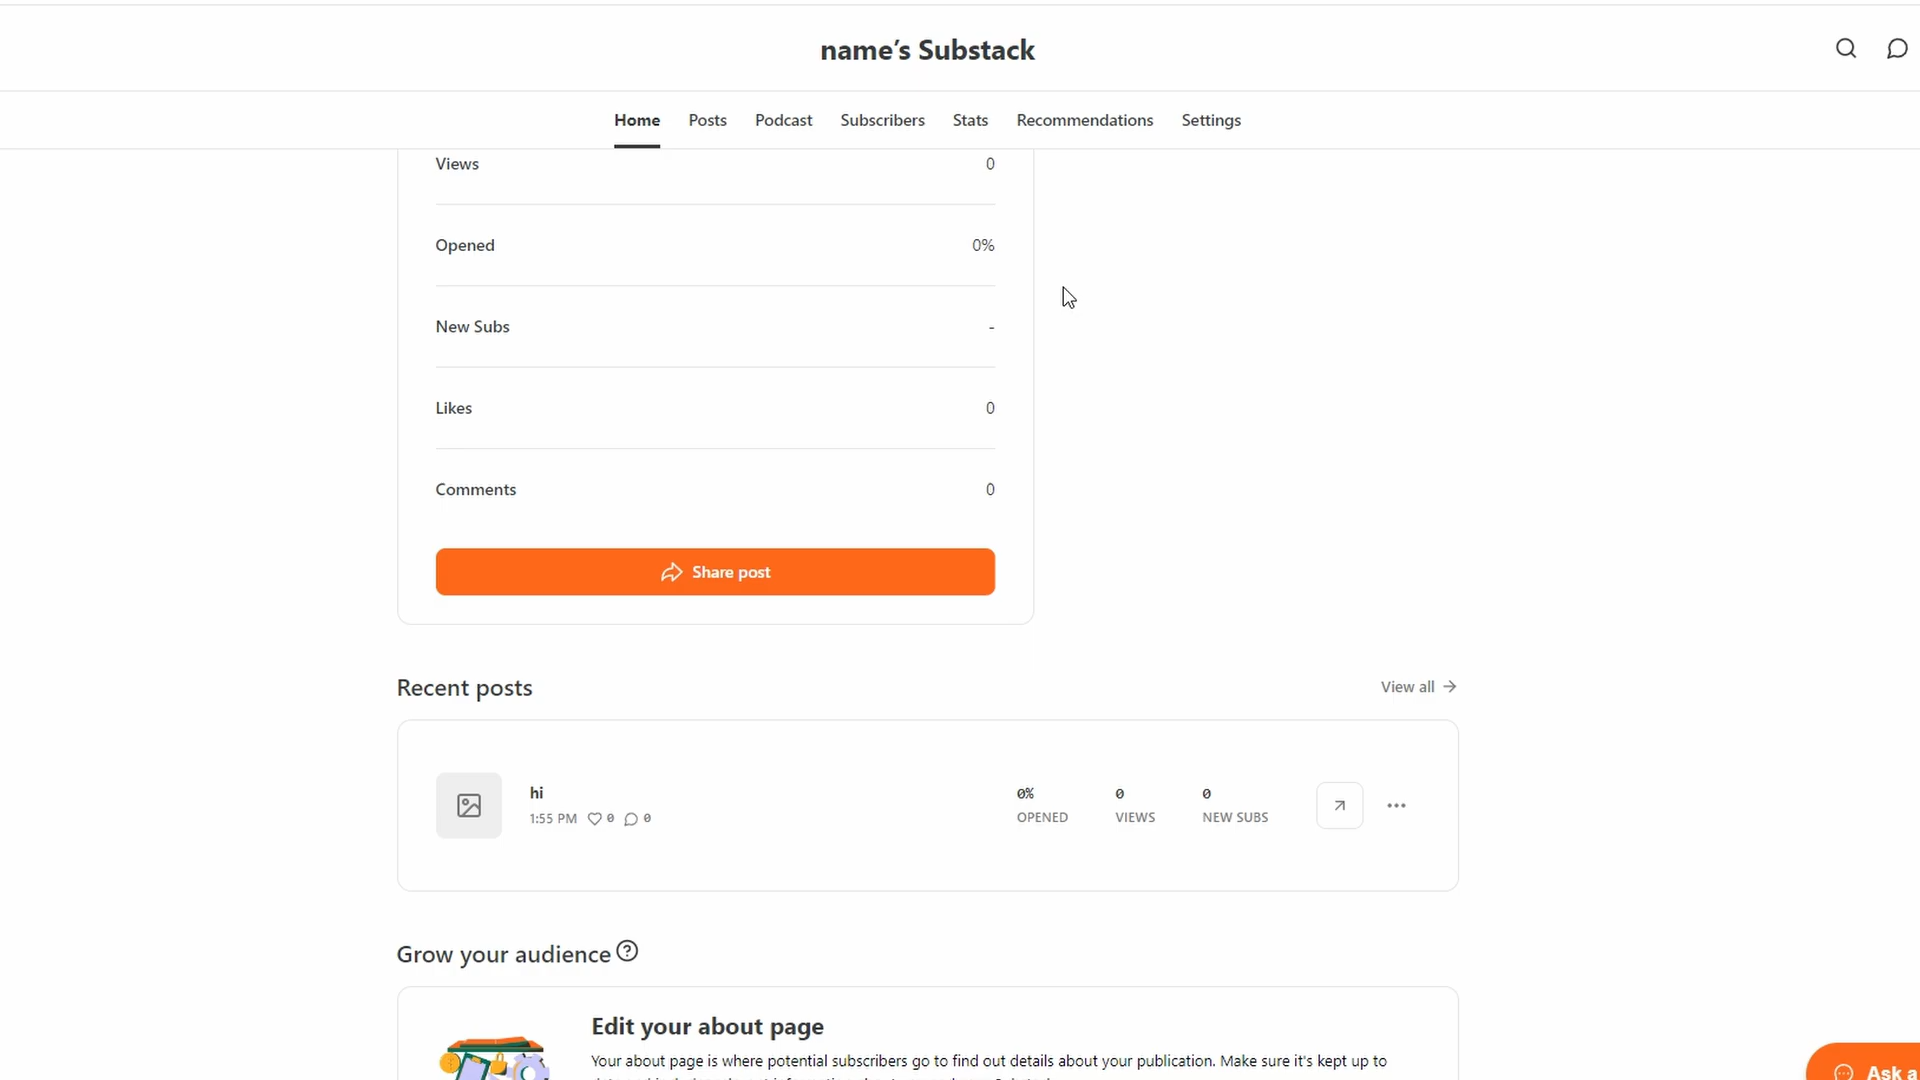 name's Substack
Home Posts Podcast Subscribers Stats Recommendations Settings
Views 0
Opened 0%
New Subs -
Likes 0
Comments 0
Share post
Recent posts View all
hi 0% 0 0
1:55 PM 0 0 OPENED VIEWS NEW SUBS
Grow your audience
Edit your about page
Your about page is where potential subscribers go to find out details about your publication. Make sure it's kept up to
Ask a